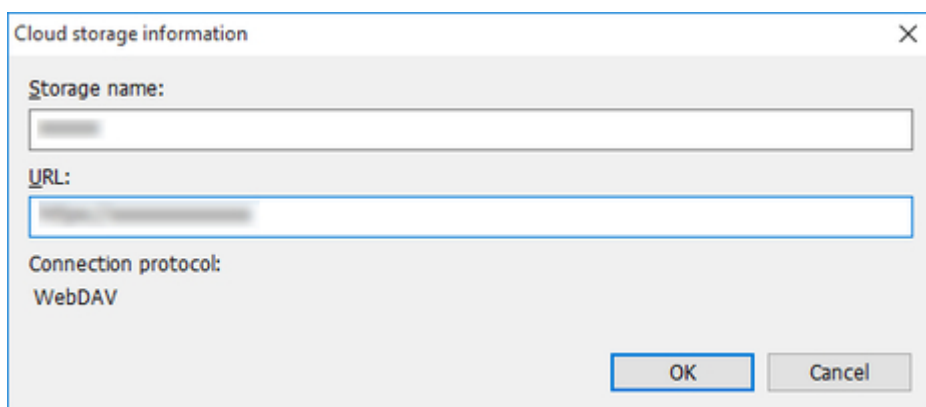 Cloud storage information
Storage name:
URL:
Connection protocol:
WebDAV
OK
Cancel